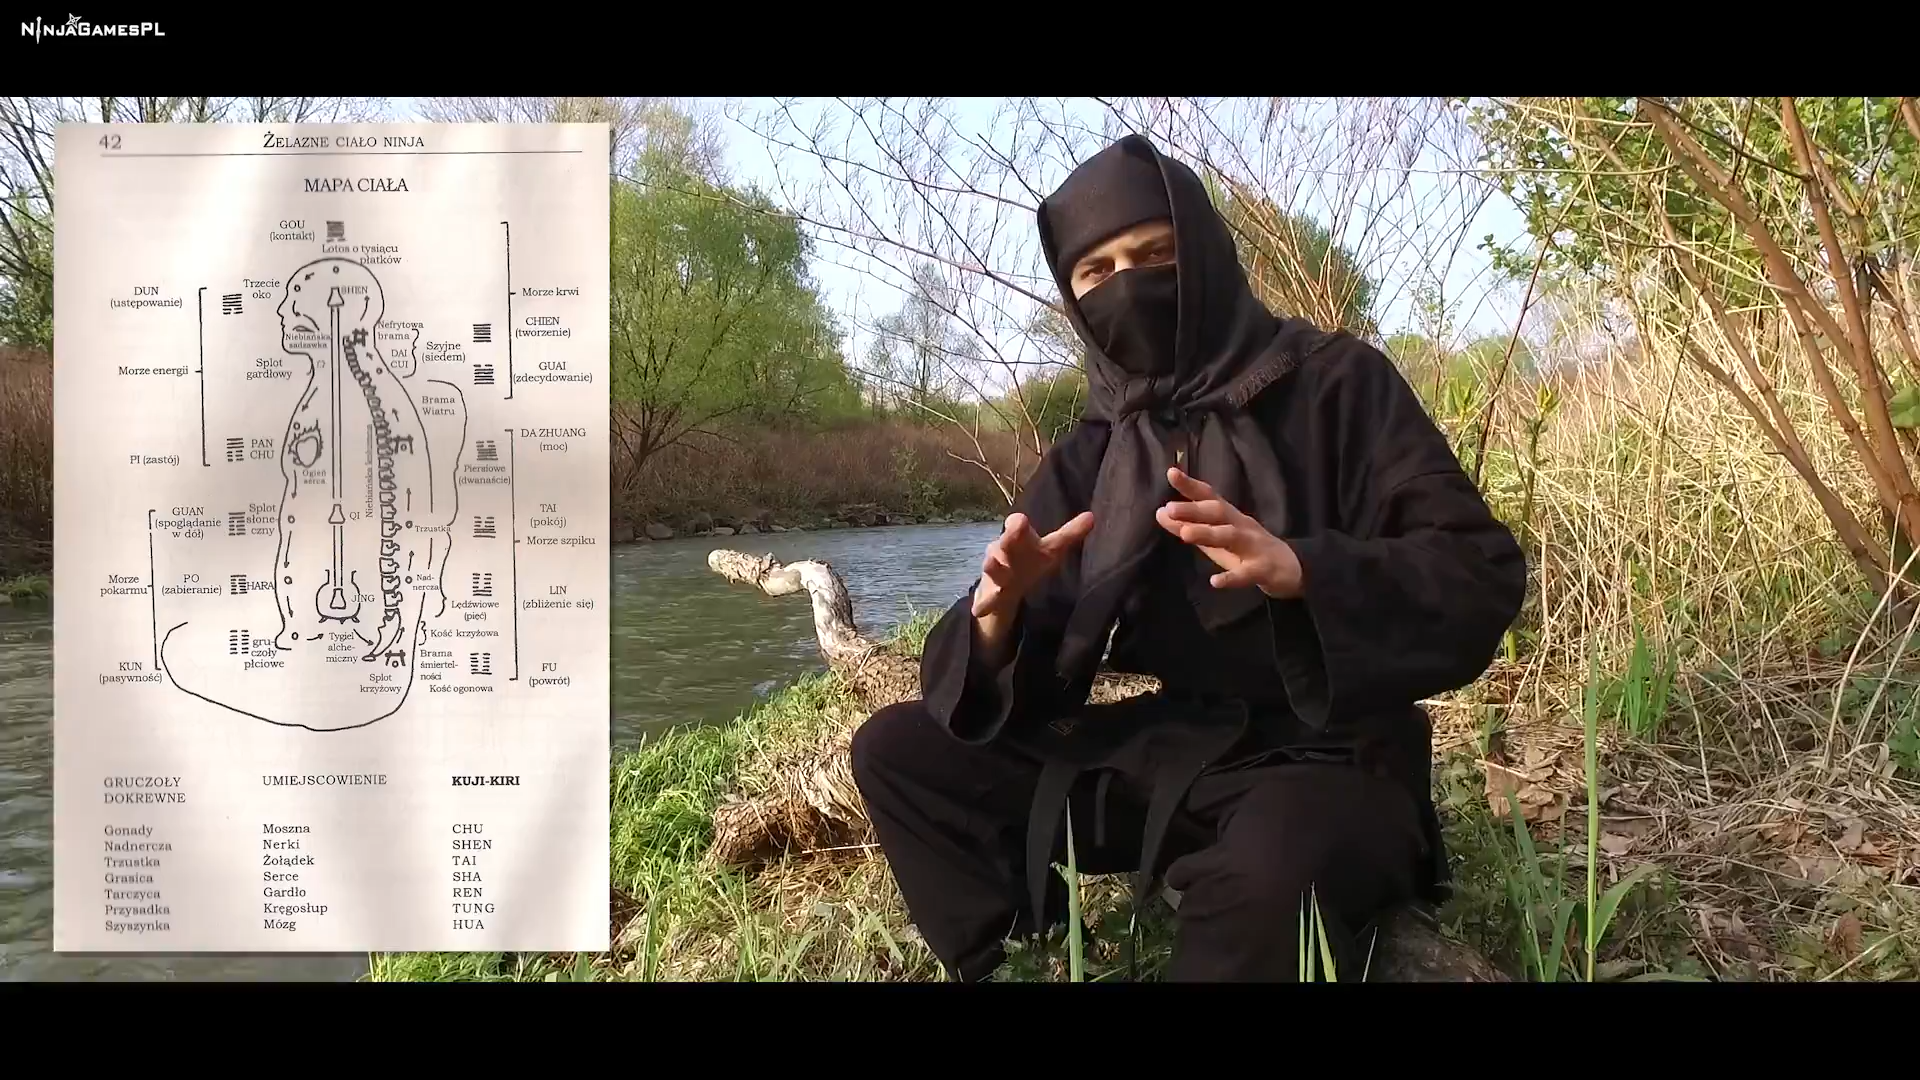 NINJAGAMESPL
42
ŻELAZNE CIAŁO NINJA
MAPA CIAŁA
GOU
(kontakt)
Lotos o tysiącu
płatków
DUN
(ustępowanie)
Trzecie
oko
SHEN
Morze krwi
Nefrytowa
brama
CHIEN
(tworzenie)
Niebiańska
sadzawka
Szyjne
(siedem)
DAI
CUI
Splot
gardłowy
Morze energii
GUAI
(zdecydowanie)
Brama
Wiatru
DA ZHUANG
(moc)
PAN
CHU
PI (zastój)
Ogień
serca
Niebiańska
Piersiowe
(dwanaście)
GUAN
(spoglądanie
w dół)
Splot
słone-
czny
QI
Trzustka
TAI
(pokój)
Morze szpiku
Morze
pokarmu
PO
(zabieranie)
HARA
JING
Nad-
nercza
LIN
(zbliżenie się)
Lędźwiowe
(pięć)
gru-
czoły
płciowe
Tygiel
alche-
miczny
Kość krzyżowa
Brama
śmiertel-
ności
KUN
(pasywność)
Splot
krzyżowy
Kość ogonowa
FU
(powrót)
GRUCZOŁY
DOKREWNE
UMIEJSCOWIENIE
KUJI-KIRI
Gonady Moszna CHU
Nadnercza Nerki SHEN
Trzustka Żołądek TAI
Grasica Serce SHA
Tarczyca Gardło REN
Przysadka Kręgosłup TUNG
Szyszynka Mózg HUA